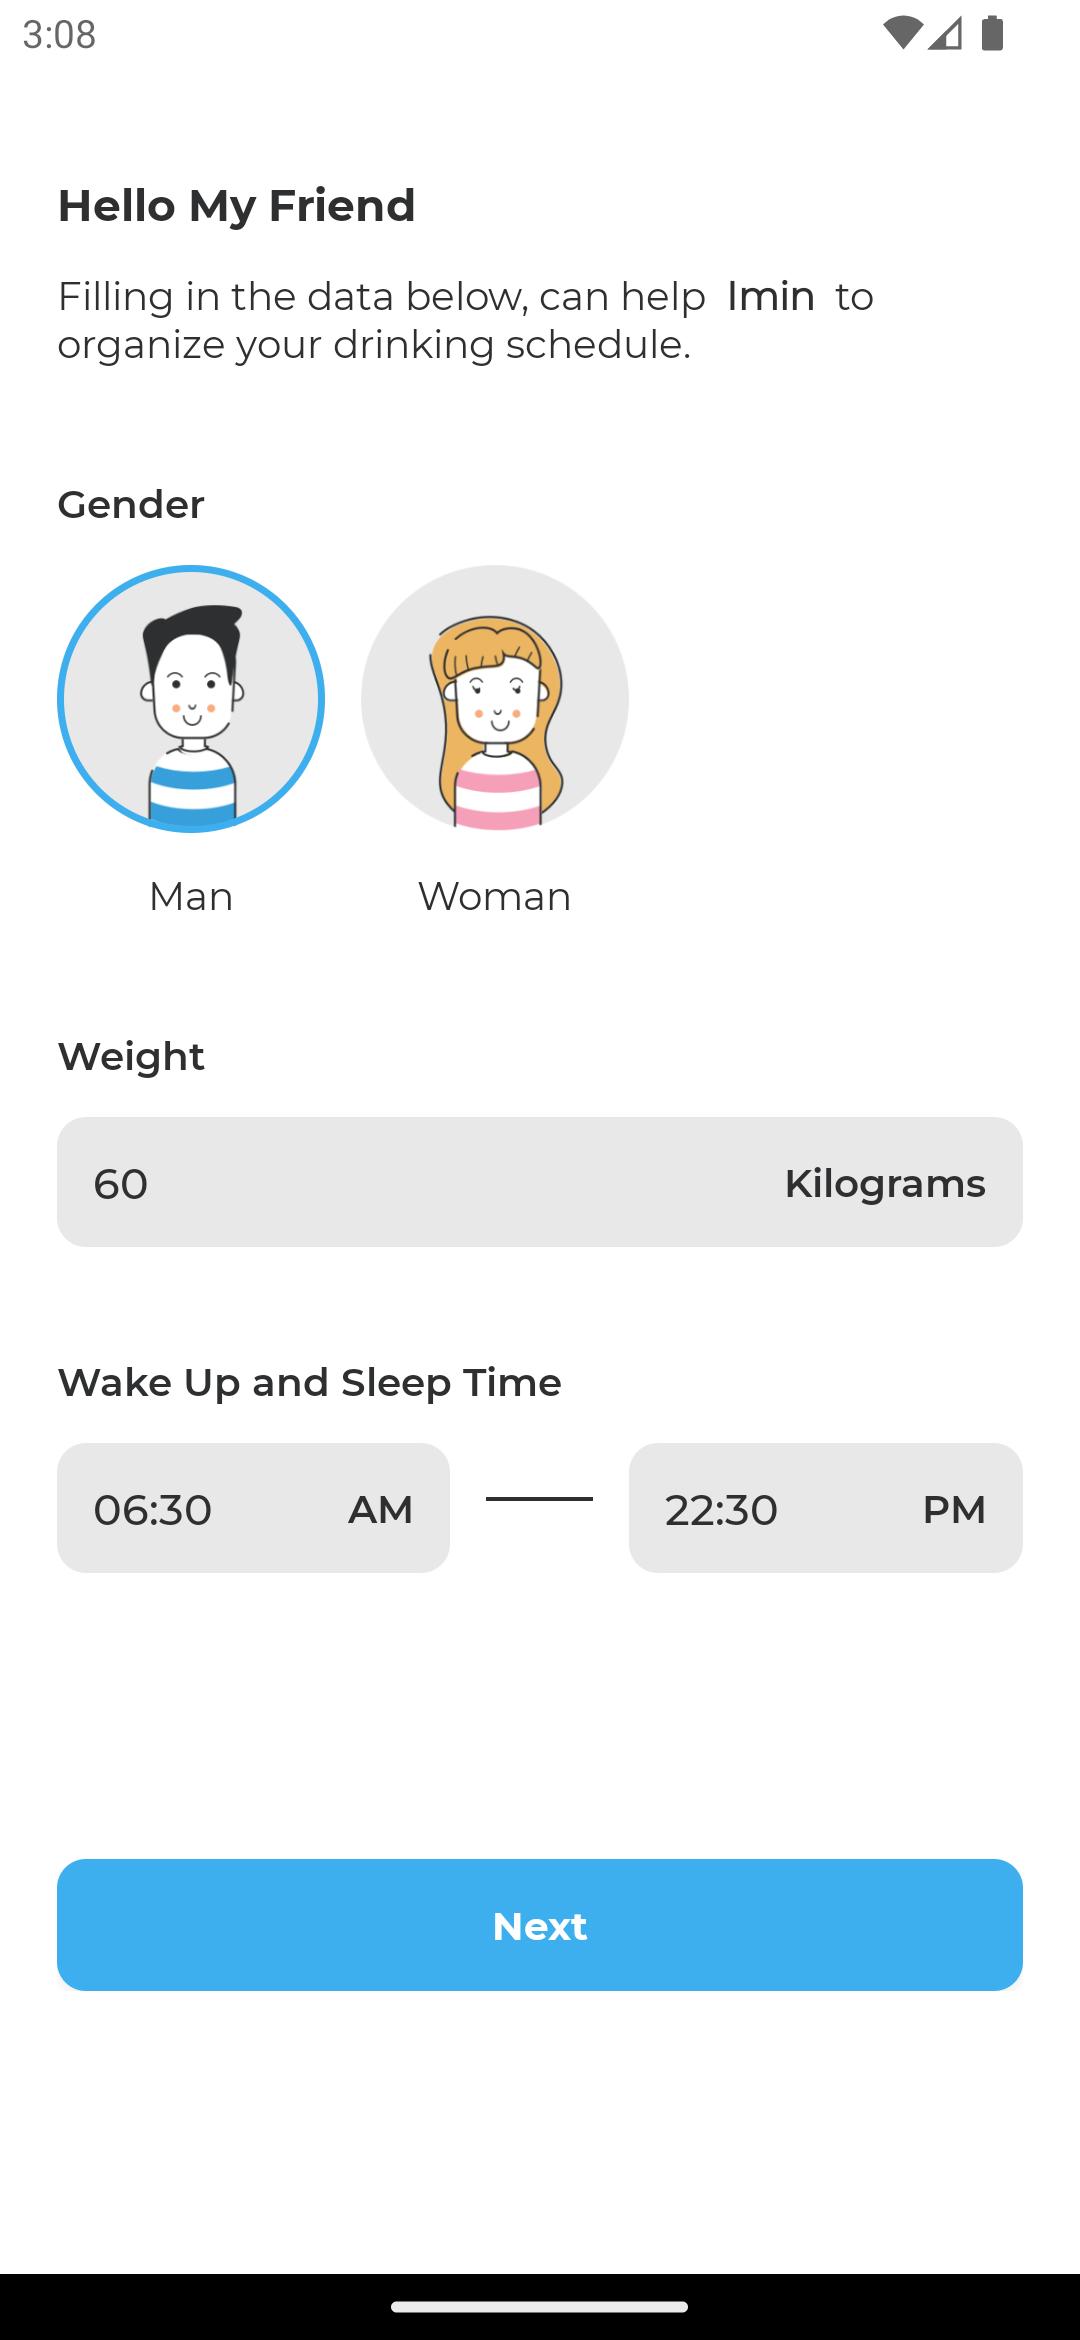 3:08
Hello My Friend
Filling in the data below, can help Imin to
organize your drinking schedule.
Gender
Man Woman
Weight
60 Kilograms
Wake Up and Sleep Time
06:30 AM 22:30 PM
Next